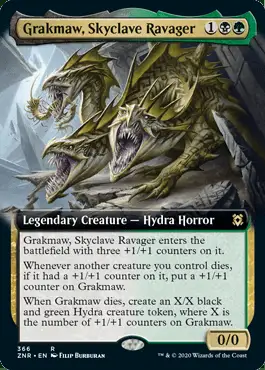 Grakmaw, Skyclave Ravager 1
Legendary Creature — Hydra Horror
Grakmaw, Skyclave Ravager enters the
battlefield with three +1/+1 counters on it.
Whenever another creature you control dies,
if it had a +1/+1 counter on it, put a +1/+1
counter on Grakmaw.
When Grakmaw dies, create an X/X black
and green Hydra creature token, where X is
the number of +1/+1 counters on Grakmaw.
0/0
366 R
ZNR • EN FILIP BURBURAN
™ & © 2020 Wizards of the Coast